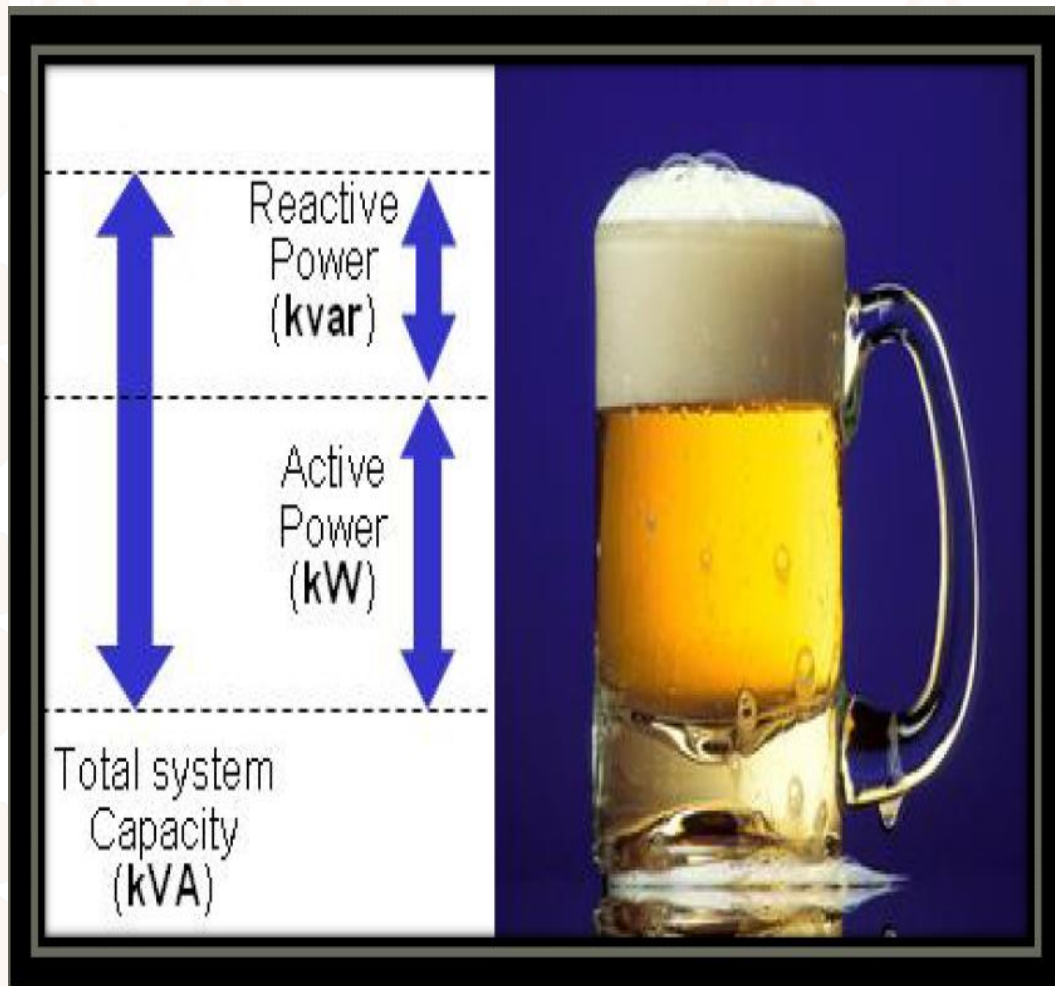 Reactive
Power
(kvar)
Active
Power
(kW)
Total system
Capacity
(kVA)